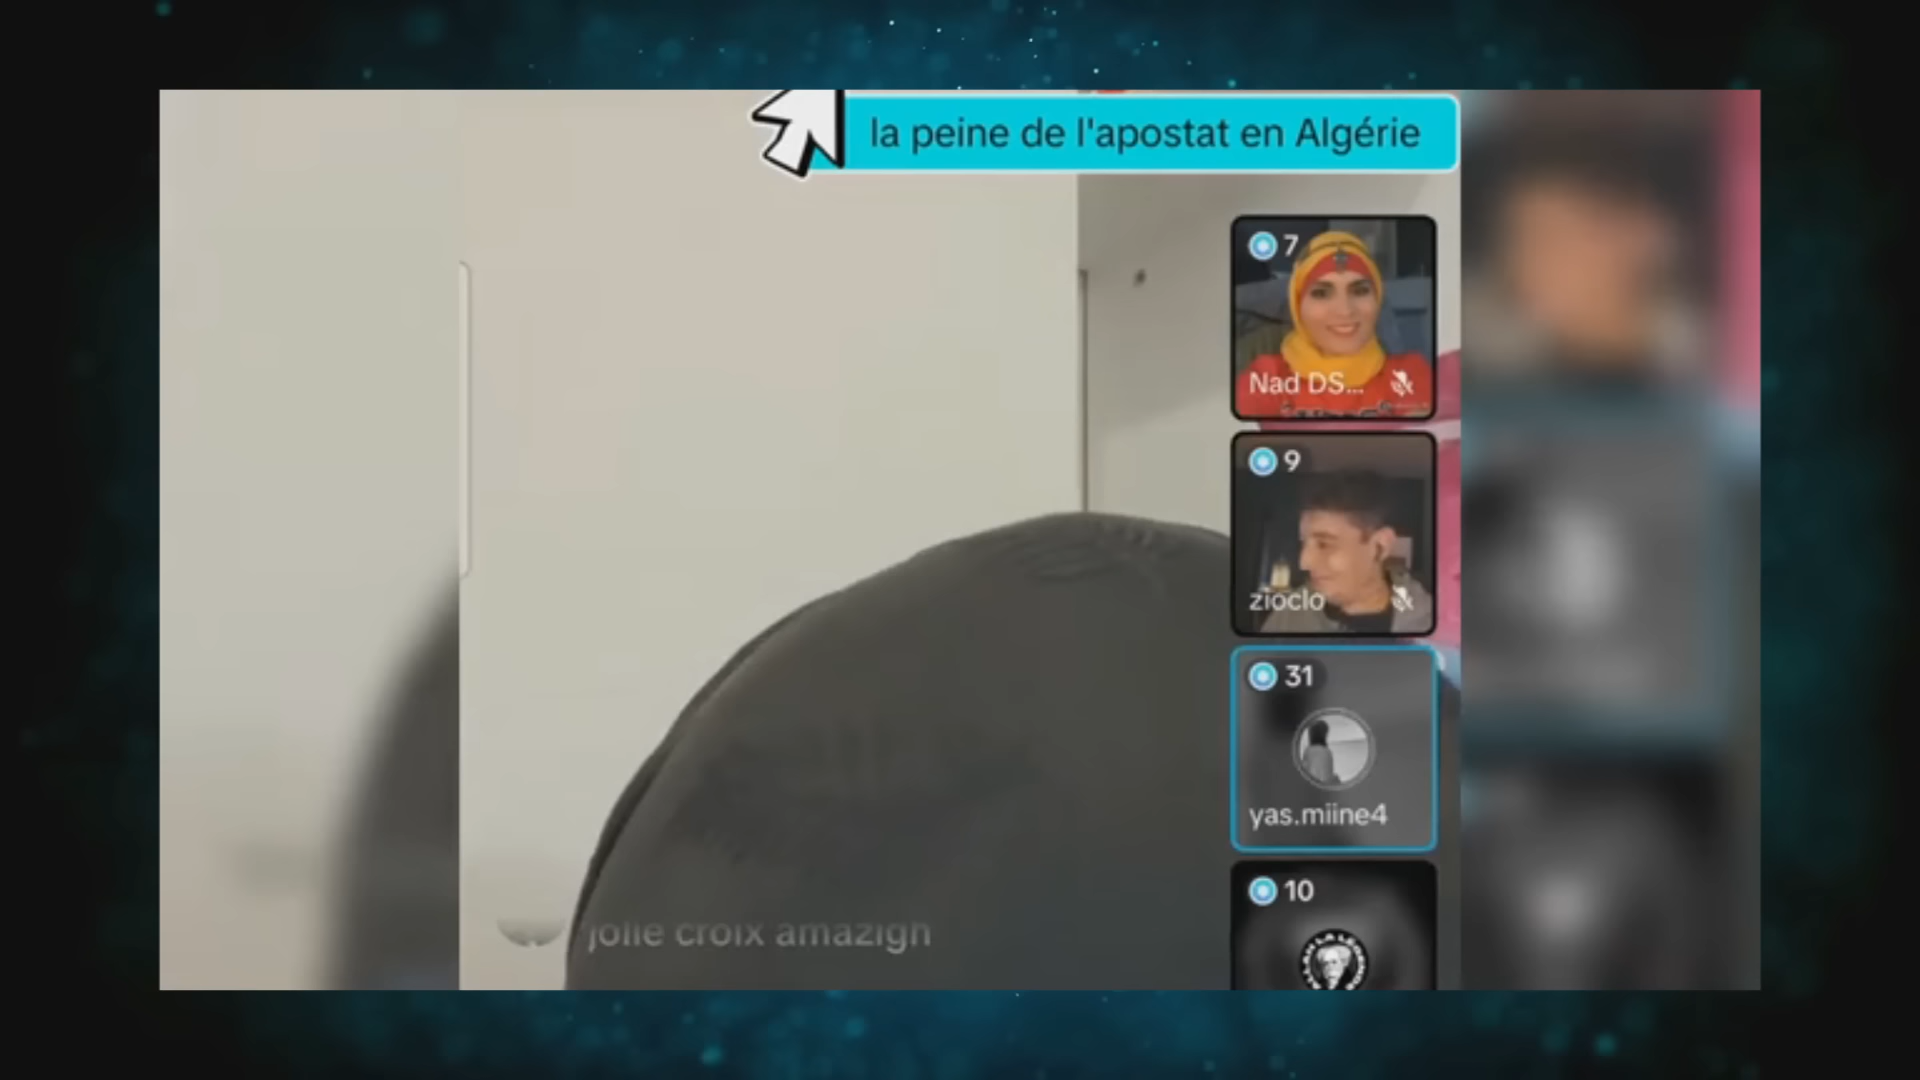 la peine de l'apostat en Algérie
7
Nad DS...
9
zioclo
31
yas.miine4
10
jolie croix amazigh